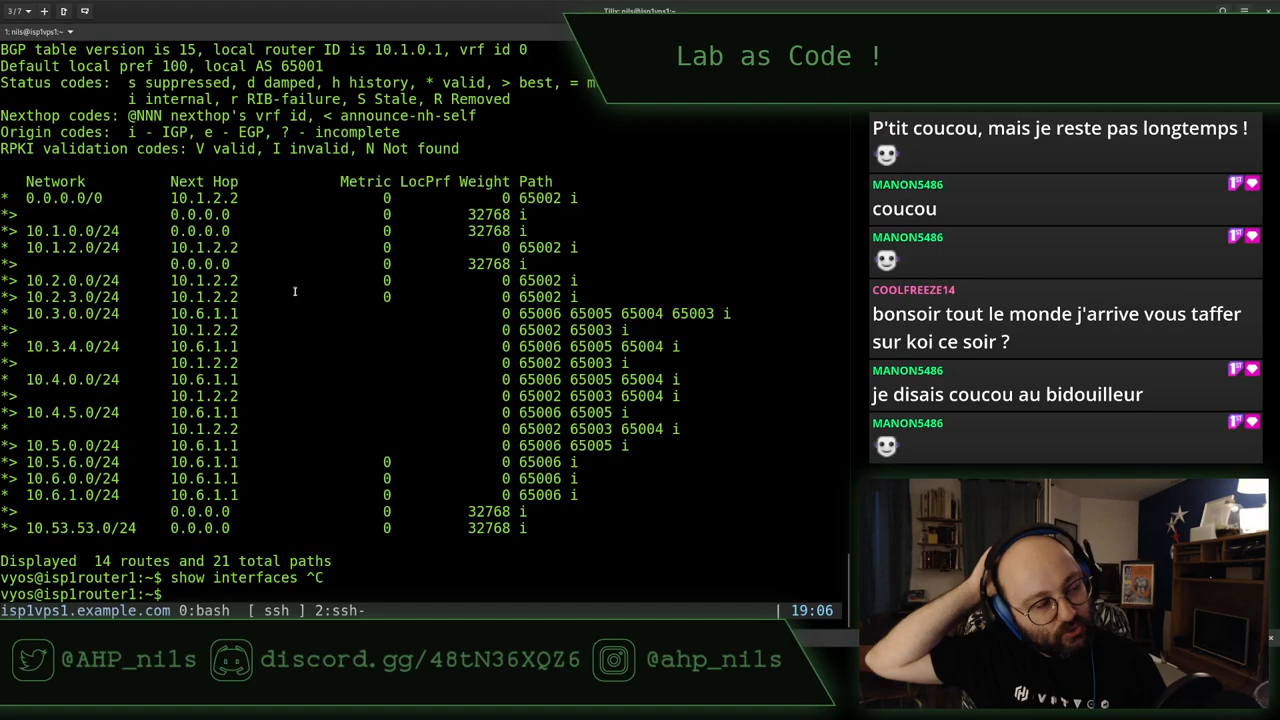 3/7
Tilix: nils@isp1vps1:~
1: nils@isp1vps1:~
BGP table version is 15, local router ID is 10.1.0.1, vrf id 0
Default local pref 100, local AS 65001
Status codes:  s suppressed, d damped, h history, * valid, > best, = m
i internal, r RIB-failure, S Stale, R Removed
Nexthop codes: @NNN nexthop's vrf id, < announce-nh-self
Origin codes:  i - IGP, e - EGP, ? - incomplete
RPKI validation codes: V valid, I invalid, N Not found
Network          Next Hop            Metric LocPrf Weight Path
*  0.0.0.0/0        10.1.2.2                 0             0 65002 i
*>                  0.0.0.0                  0         32768 i
*> 10.1.0.0/24      0.0.0.0                  0         32768 i
*  10.1.2.0/24      10.1.2.2                 0             0 65002 i
*>                  0.0.0.0                  0         32768 i
*> 10.2.0.0/24      10.1.2.2                 0             0 65002 i
*> 10.2.3.0/24      10.1.2.2                 0             0 65002 i
*  10.3.0.0/24      10.6.1.1                               0 65006 65005 65004 65003 i
*>                  10.1.2.2                               0 65002 65003 i
*  10.3.4.0/24      10.6.1.1                               0 65006 65005 65004 i
*>                  10.1.2.2                               0 65002 65003 i
*  10.4.0.0/24      10.6.1.1                               0 65006 65005 65004 i
*>                  10.1.2.2                               0 65002 65003 65004 i
*> 10.4.5.0/24      10.6.1.1                               0 65006 65005 i
*                   10.1.2.2                               0 65002 65003 65004 i
*> 10.5.0.0/24      10.6.1.1                               0 65006 65005 i
*> 10.5.6.0/24      10.6.1.1                 0             0 65006 i
*> 10.6.0.0/24      10.6.1.1                 0             0 65006 i
*  10.6.1.0/24      10.6.1.1                 0             0 65006 i
*>                  0.0.0.0                  0         32768 i
*> 10.53.53.0/24    0.0.0.0                  0         32768 i
Displayed  14 routes and 21 total paths
vyos@isp1router1:~$ show interfaces ^C
vyos@isp1router1:~$
isp1vps1.example.com 0:bash  [ ssh ] 2:ssh-  | 19:06
Lab as Code !
P'tit coucou, mais je reste pas longtemps !
MANON5486
coucou
MANON5486
COOLFREEZE14
bonsoir tout le monde j'arrive vous taffer
sur koi ce soir ?
MANON5486
je disais coucou au bidouilleur
MANON5486
@AHP_nils discord.gg/48tN36XQZ6 @ahp_nils